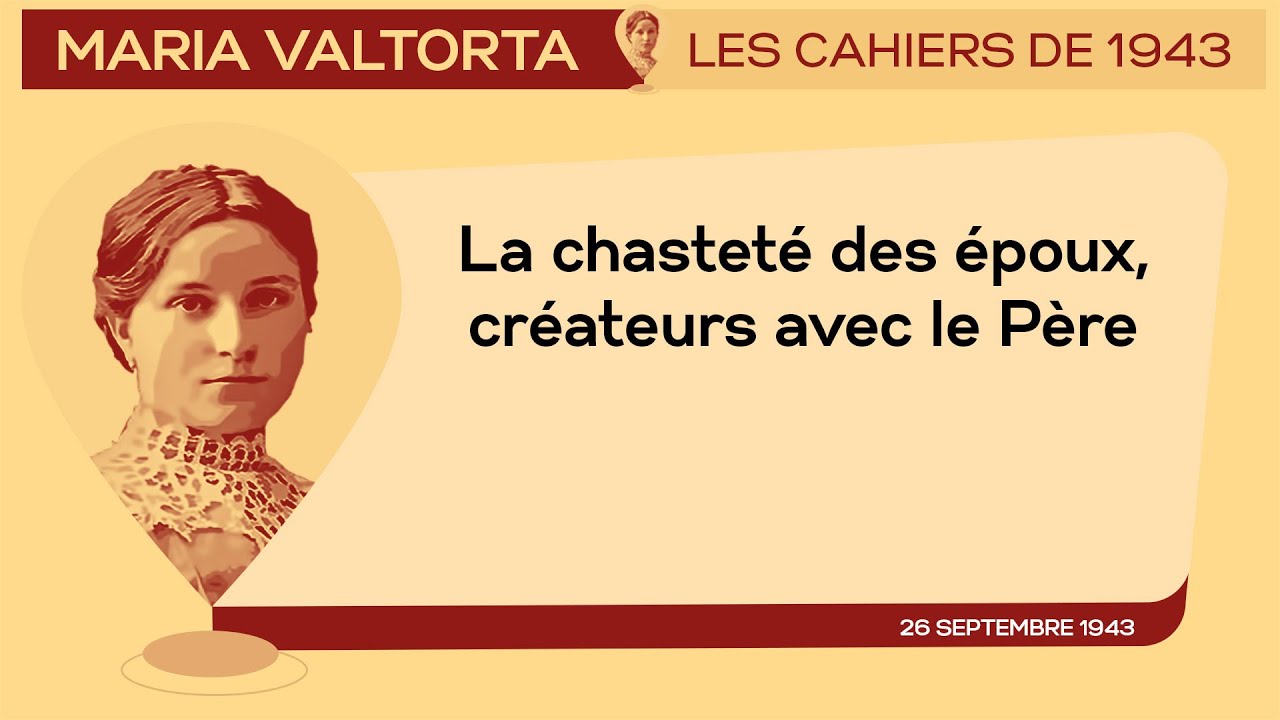 MARIA VALTORTA
LES CAHIERS DE 1943
La chasteté des époux,
créateurs avec le Père
26 SEPTEMBRE 1943